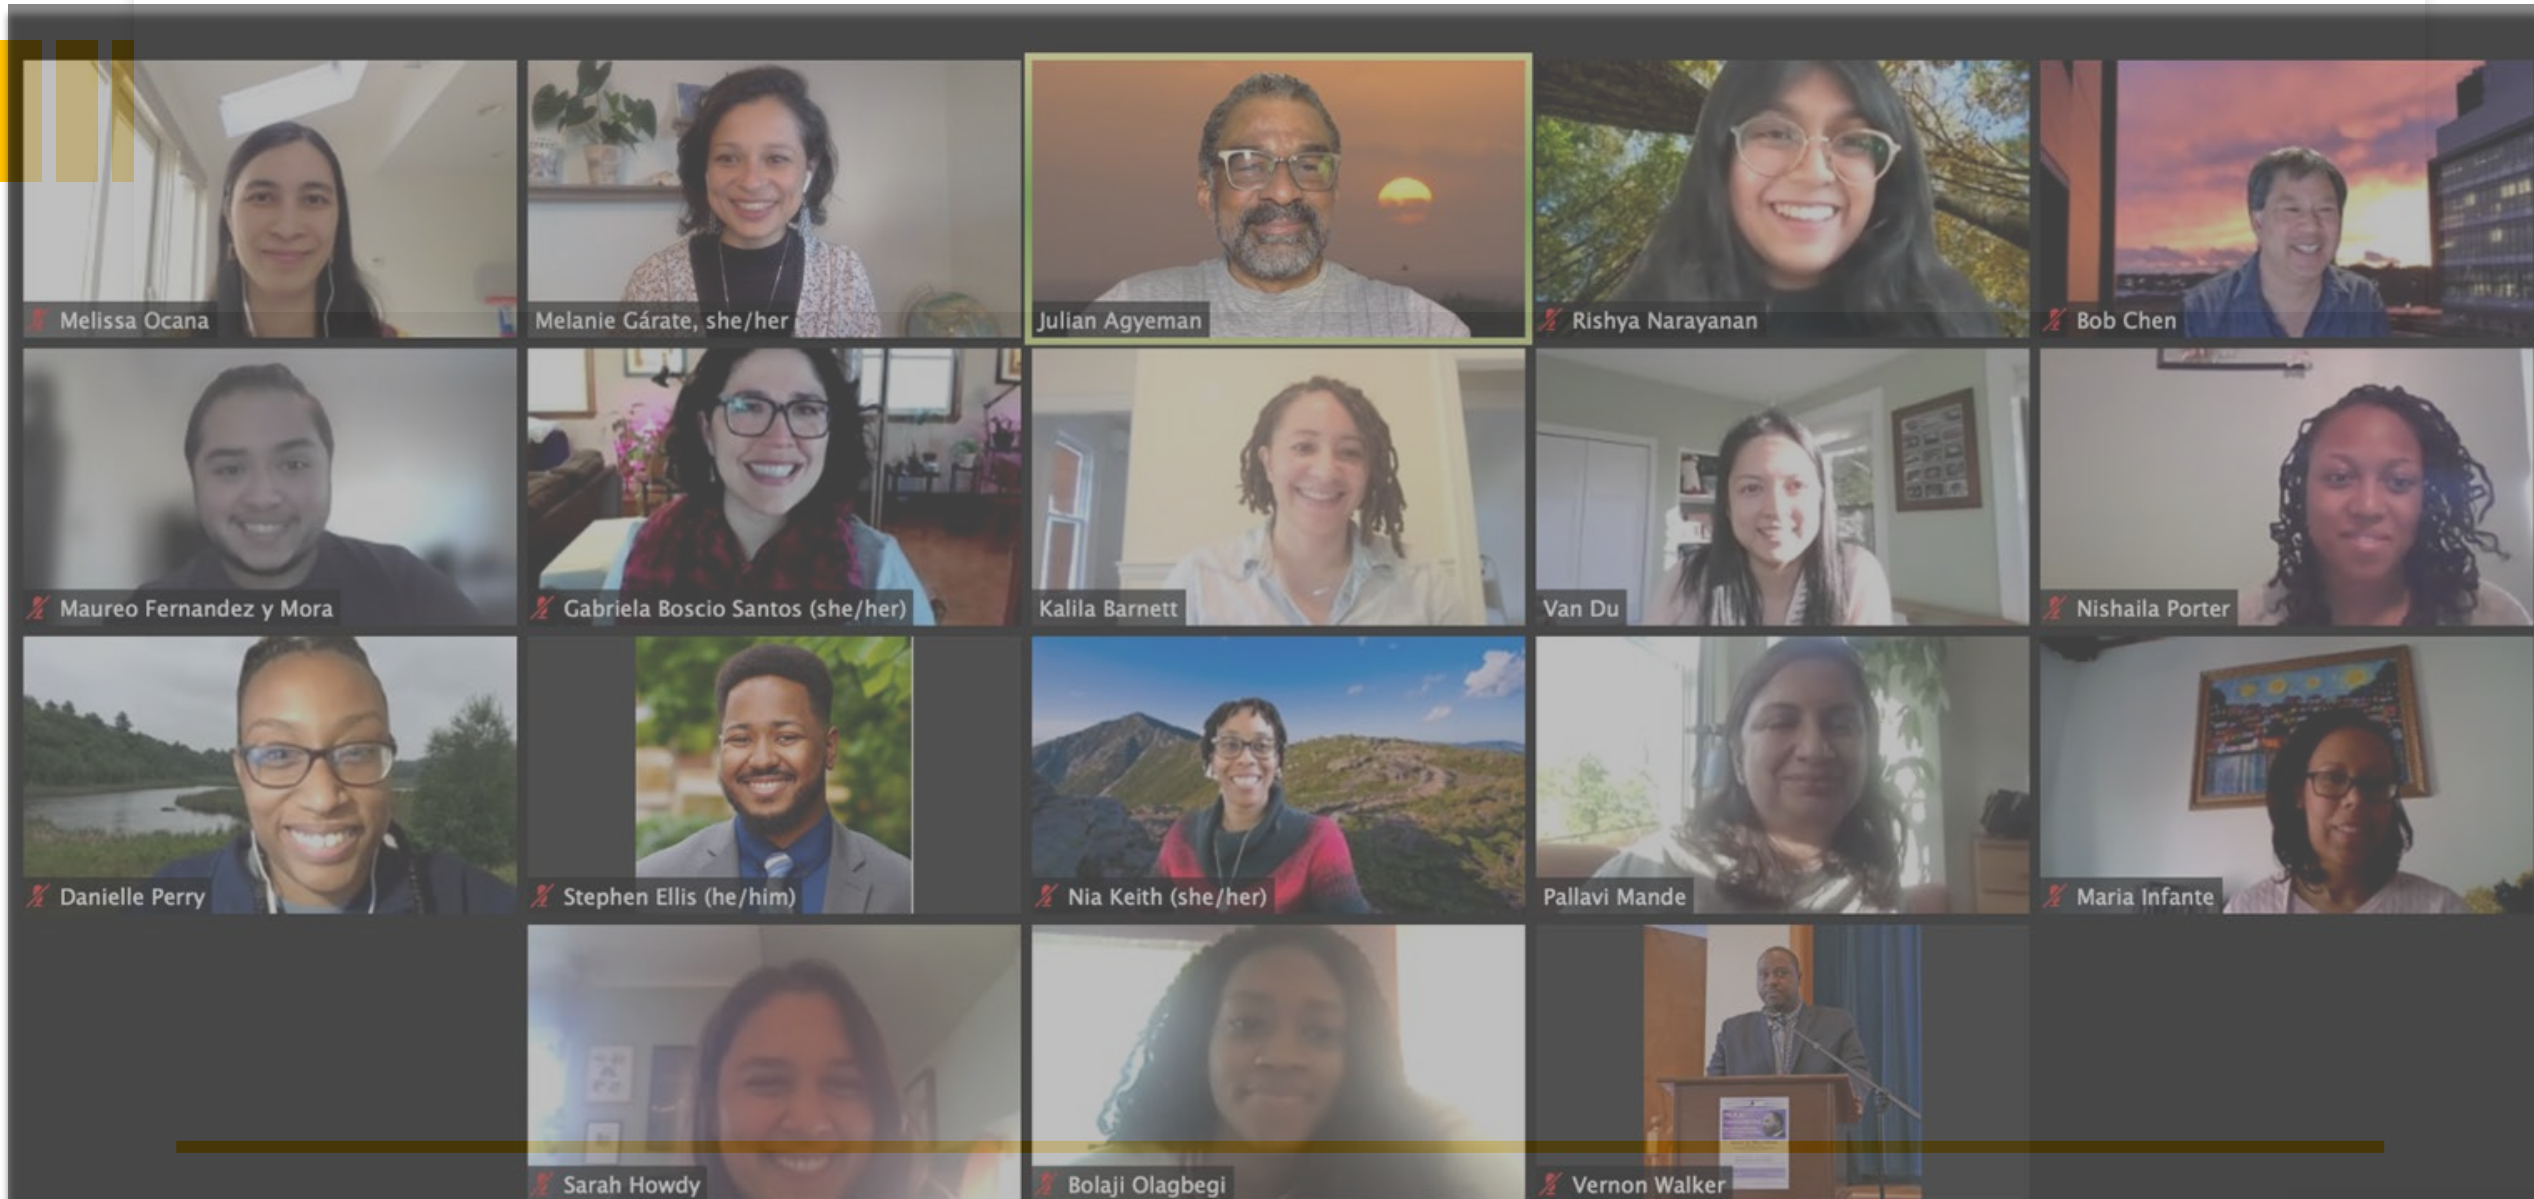 Melissa Ocana
Melanie Gárate, she/her
Julian Agyeman
Rishya Narayanan
Bob Chen
Maureo Fernandez y Mora
Gabriela Boscio Santos (she/her)
Kalila Barnett
Van Du
Nishaila Porter
Danielle Perry
Stephen Ellis (he/him)
Nia Keith (she/her)
Pallavi Mande
Maria Infante
Sarah Howdy
Bolaji Olagbegi
Vernon Walker